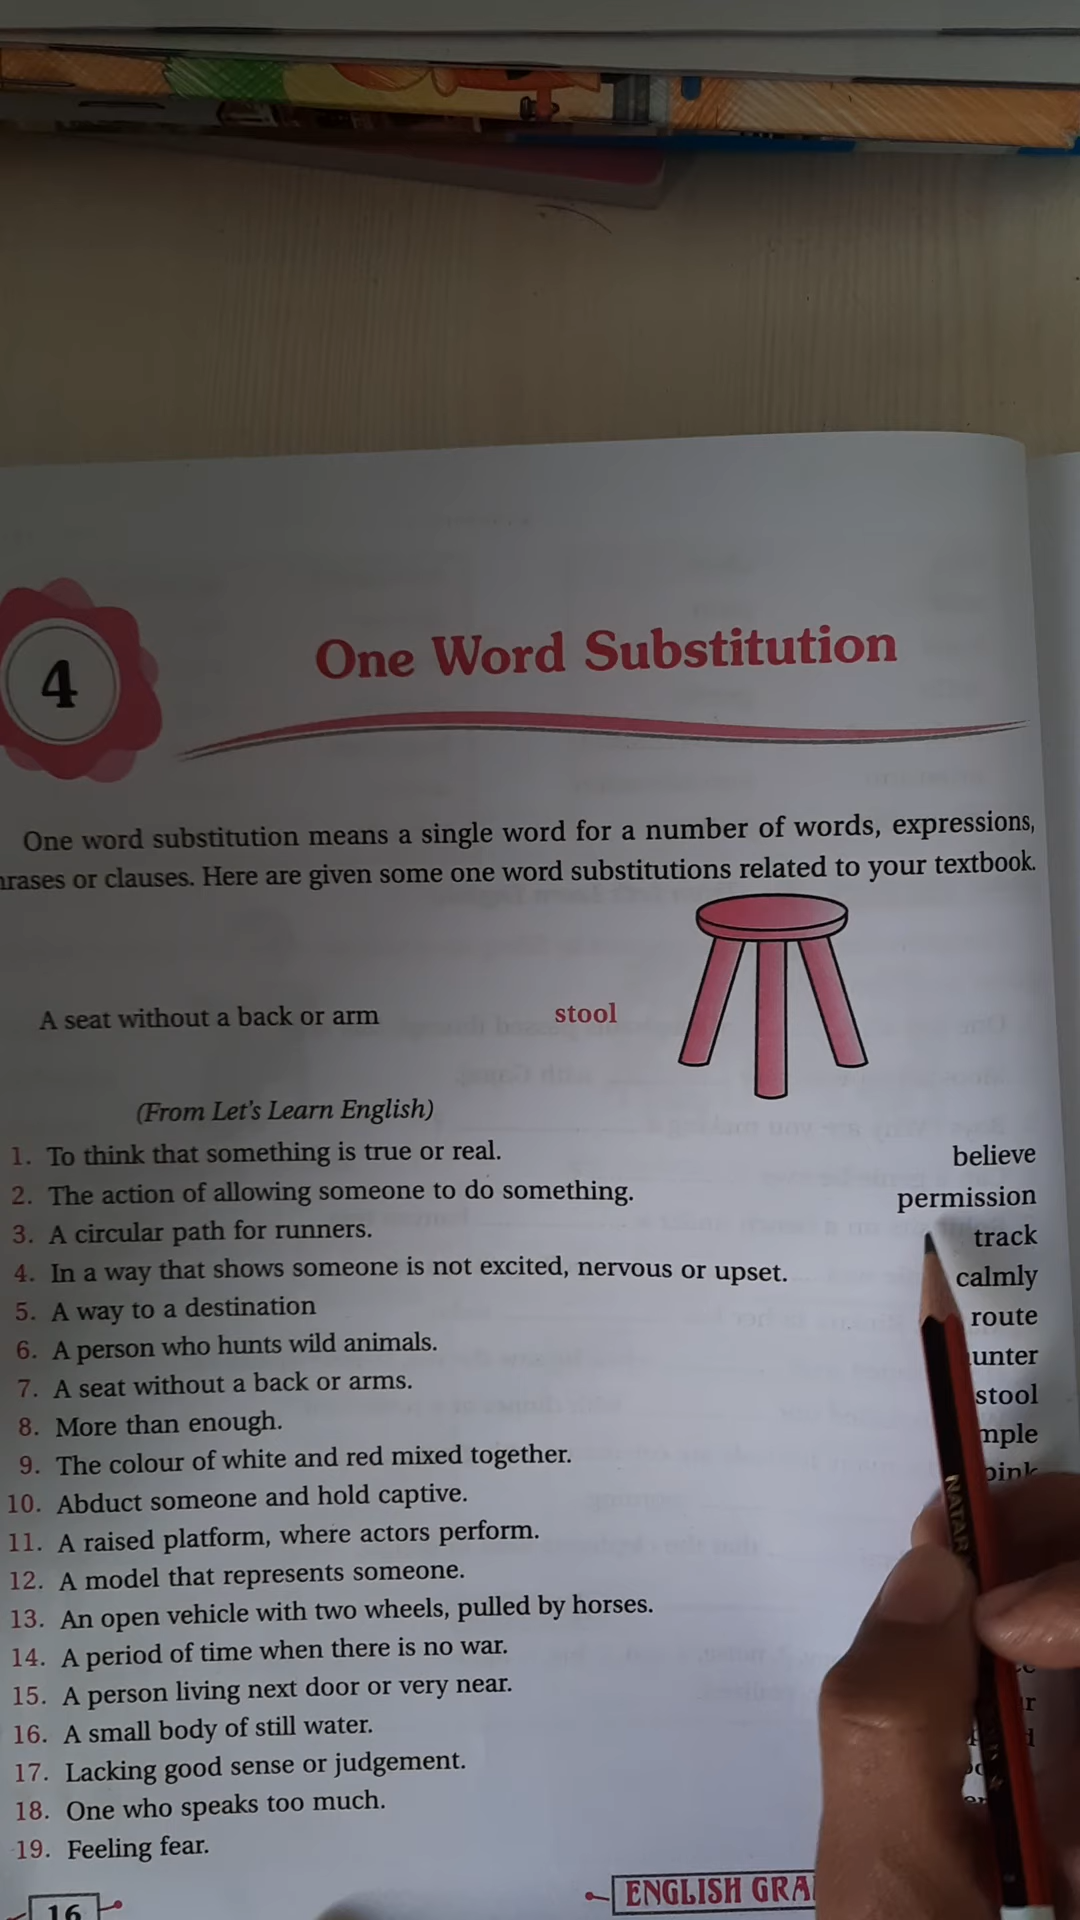 4
One Word Substitution
One word substitution means a single word for a number of words, expressions,
or clauses. Here are given some one word substitutions related to your textbook.
A seat without a back or arm stool
(From Let's Learn English)
1. To think that something is true or real. believe
2. The action of allowing someone to do something. permission
3. A circular path for runners. track
4. In a way that shows someone is not excited, nervous or upset. calmly
5. A way to a destination route
6. A person who hunts wild animals.
7. A seat without a back or arms. stool
8. More than enough.
9. The colour of white and red mixed together.
10. Abduct someone and hold captive.
11. A raised platform, where actors perform.
12. A model that represents someone.
13. An open vehicle with two wheels, pulled by horses.
14. A period of time when there is no war.
15. A person living next door or very near.
16. A small body of still water.
17. Lacking good sense or judgement.
18. One who speaks too much.
19. Feeling fear.
16
ENGLISH